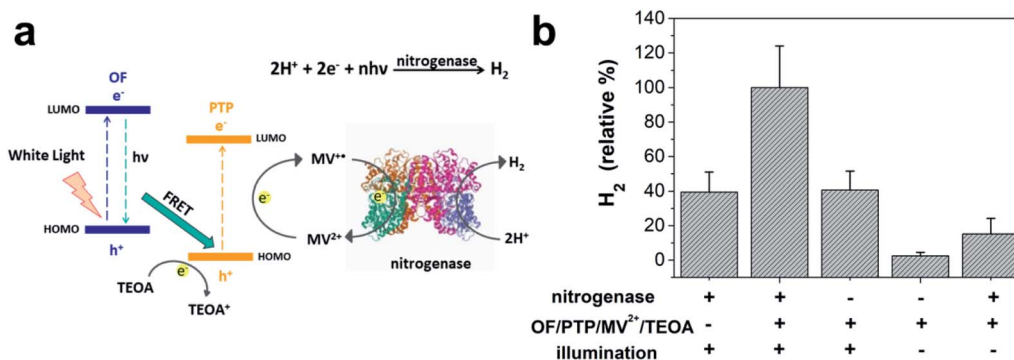 a
2H⁺ + 2e⁻ + nhν nitrogenase H₂
OF
e⁻
LUMO
PTP
e⁻
LUMO
White Light
hν
FRET
HOMO
h⁺
HOMO
h⁺
TEOA
e⁻
TEOA⁺
e⁻
MV⁺•
MV²⁺
e⁻
H₂
2H⁺
nitrogenase
b
H₂ (relative %)
140
120
100
80
60
40
20
0
nitrogenase + + - - +
OF/PTP/MV²⁺/TEOA - + + + +
illumination + + + - -